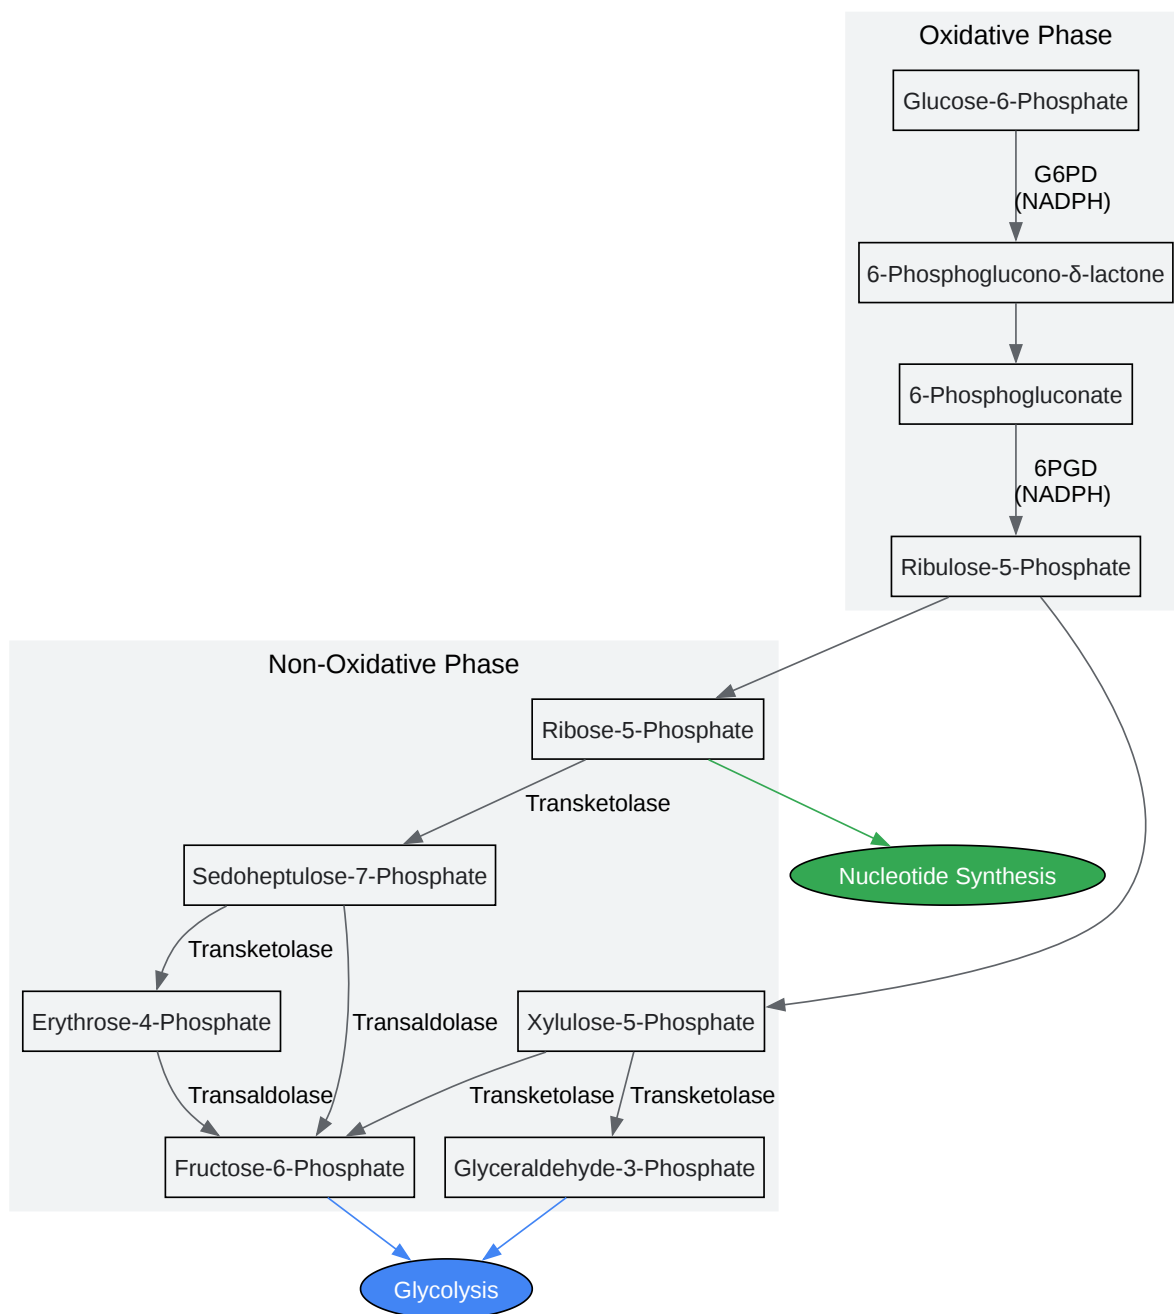 Oxidative Phase
Glucose-6-Phosphate
G6PD
(NADPH)
6-Phosphoglucono-δ-lactone
6-Phosphogluconate
6PGD
(NADPH)
Ribulose-5-Phosphate
Non-Oxidative Phase
Ribose-5-Phosphate
Transketolase
Sedoheptulose-7-Phosphate
Nucleotide Synthesis
Transketolase
Erythrose-4-Phosphate
Transaldolase
Xylulose-5-Phosphate
Transaldolase
Transketolase
Transketolase
Fructose-6-Phosphate
Glyceraldehyde-3-Phosphate
Glycolysis